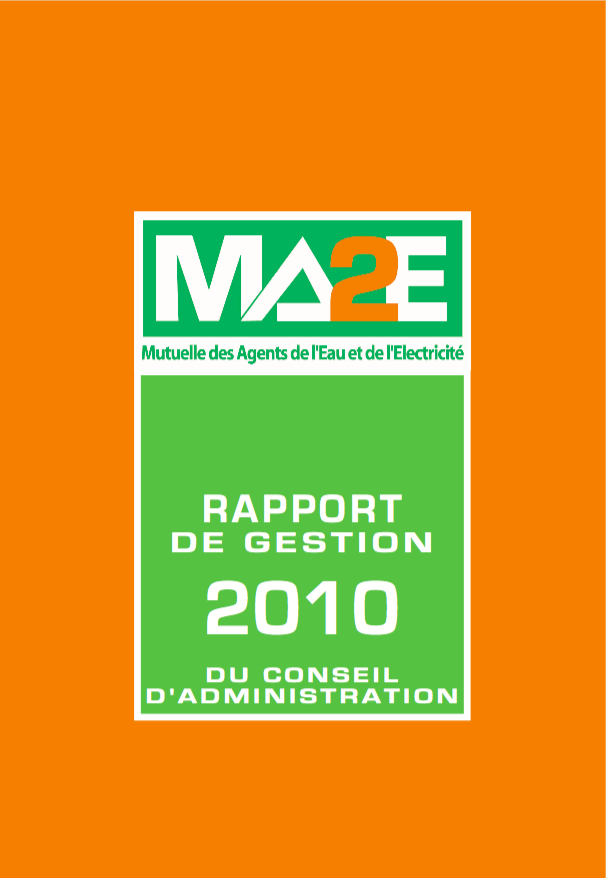 MA2E
Mutuelle des Agents de l'Eau et de l'Electricité
RAPPORT
DE GESTION
2010
DU CONSEIL
D'ADMINISTRATION